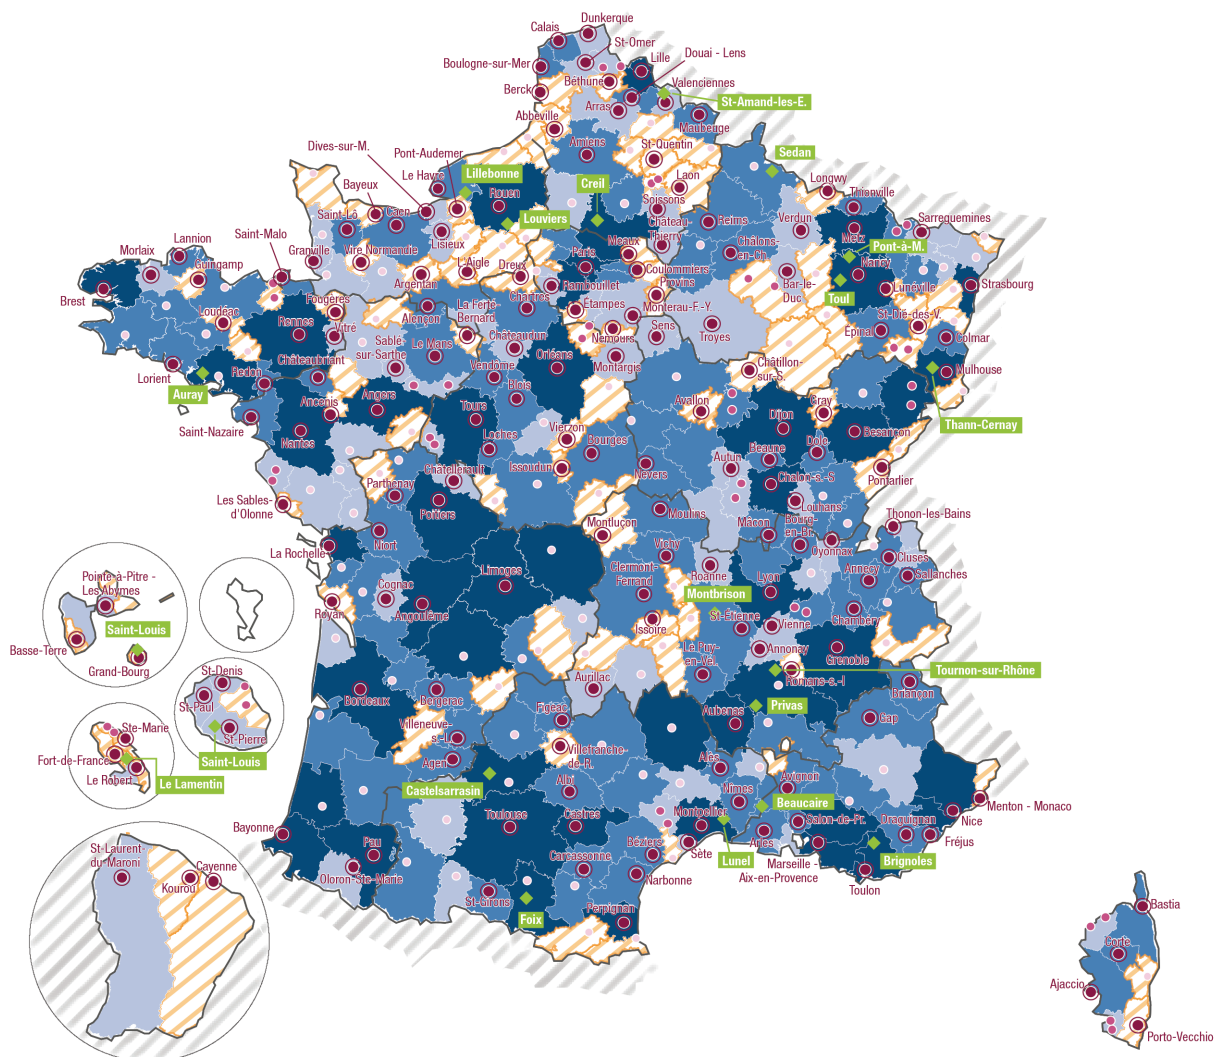 Dunkerque
Calais
St-Omer
Lille
Douai - Lens
Boulogne-sur-Mer
Béthune
Valenciennes
Berck
St-Amand-les-E.
Arras
Abbeville
Maubeuge
Amiens
St-Quentin
Sedan
Dives-sur-M.
Pont-Audemer
Laon
Longwy
Le Havre
Lillebonne
Creil
Thionville
Bayeux
Rouen
Soissons
Saint-Lô
Caen
Louviers
Château
Thierry
Reims
Verdun
Sarreguemines
Saint-Malo
Lannion
Granville
Vire Normandie
Lisieux
Metz
Morlaix
Meaux
Châlons-
en-Ch.
Pont-à-M.
Guingamp
L'Aigle
Dreux
Paris
Coulommiers
Nancy
Argentan
Rambouillet
Provins
Bar-le-
Duc
Toul
Lunéville
Strasbourg
Brest
Fougères
Alençon
La Ferté-
Bernard
Chartres
Étampes
Montereau-F.-Y.
St-Dié-des-V.
Loudéac
Rennes
Vitré
Châteaudun
Nemours
Sens
Troyes
Épinal
Colmar
Sablé-
sur-Sarthe
Le Mans
Orléans
Montargis
Châteaubriant
Châtillon-
sur-S.
Mulhouse
Lorient
Auray
Redon
Vendôme
Blois
Ancenis
Angers
Tours
Avallon
Gray
Thann-Cernay
Saint-Nazaire
Nantes
Loches
Vierzon
Bourges
Dijon
Besançon
Beaune
Dole
Issoudun
Nevers
Autun
Châtellerault
Chalon-s.-S
Pontarlier
Parthenay
Les Sables-
d'Olonne
Poitiers
Louhans
Moulins
Montluçon
Mâcon
Bourg-
en-Br.
Thonon-les-Bains
Niort
La Rochelle
Vichy
Oyonnax
Cluses
Pointe-à-Pitre -
Les Abymes
Limoges
Clermont-
Ferrand
Roanne
Lyon
Annecy
Sallanches
Cognac
Montbrison
Royan
Angoulême
St-Étienne
Vienne
Chambéry
Saint-Louis
Issoire
Basse-Terre
Grand-Bourg
Le Puy-
en-Vel.
Annonay
Grenoble
St-Denis
Tournon-sur-Rhône
Aurillac
Romans-s.-I
Briançon
St-Paul
Bordeaux
Bergerac
Privas
Ste-Marie
St-Pierre
Figeac
Aubenas
Gap
Villeneuve-
s.-L.
Fort-de-France
Saint-Louis
Villefranche-
de-R.
Le Robert
Le Lamentin
Agen
Alès
Avignon
Castelsarrasin
Albi
Nîmes
Beaucaire
Menton - Monaco
Toulouse
Castres
Montpellier
Salon-de-Pr.
Draguignan
Nice
Bayonne
Arles
Fréjus
Pau
Béziers
Sète
Lunel
Marseille -
Aix-en-Provence
Brignoles
St-Laurent-
du Maroni
Cayenne
Kourou
Oloron-Ste-Marie
Carcassonne
Narbonne
Toulon
St-Girons
Foix
Perpignan
Bastia
Corte
Ajaccio
Porto-Vecchio